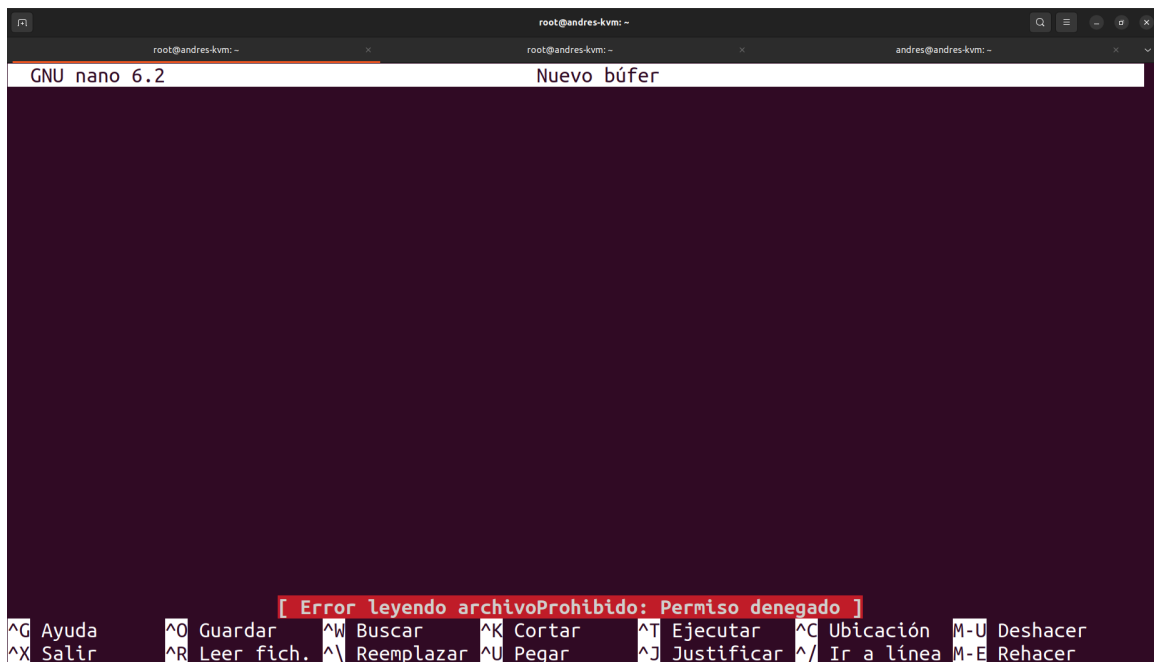 root@andres-kvm: ~
root@andres-kvm: ~ × root@andres-kvm: ~ × andres@andres-kvm: ~ ×
GNU nano 6.2 Nuevo búfer
[ Error leyendo archivoProhibido: Permiso denegado ]
^G Ayuda ^O Guardar ^W Buscar ^K Cortar ^T Ejecutar ^C Ubicación M-U Deshacer
^X Salir ^R Leer fich. ^\ Reemplazar ^U Pegar ^J Justificar ^/ Ir a línea M-E Rehacer